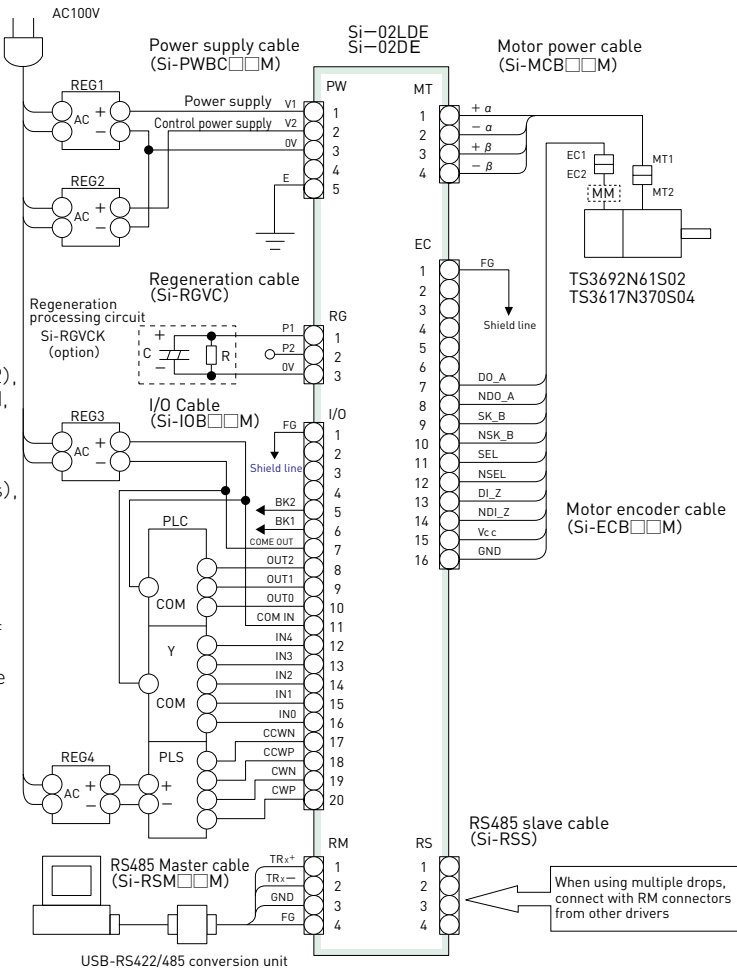 AC100V
Power supply cable
(Si-PWBC□□M)
Si-02LDE
Si-02DE
Motor power cable
(Si-MCB□□M)
REG1
AC + −
Power supply V1
Control power supply V2
0V
E
REG2
AC + −
PW
1
2
3
4
5
MT
1
2
3
4
+ α
− α
+ β
− β
EC1
EC2
MM
MT1
MT2
TS3692N61S02
TS3617N370S04
Regeneration cable
(Si-RGVC)
Regeneration
processing circuit
Si-RGVCK
(option)
+
C
−
R
P1
P2
0V
RG
1
2
3
EC
1
2
3
4
5
6
7
8
9
10
11
12
13
14
15
16
FG
Shield line
DO_A
NDO_A
SK_B
NSK_B
SEL
NSEL
DI_Z
NDI_Z
Vcc
GND
Motor encoder cable
(Si-ECB□□M)
2),
s),
e
I/O Cable
(Si-IOB□□M)
REG3
AC + −
FG
Shield line
BK2
BK1
COME OUT
OUT2
OUT1
OUT0
COM IN
IN4
IN3
IN2
IN1
IN0
CCWN
CCWP
CWN
CWP
I/O
1
2
3
4
5
6
7
8
9
10
11
12
13
14
15
16
17
18
19
20
PLC
COM
Y
COM
PLS
+
−
REG4
AC + −
RS485 Master cable
(Si-RSM□□M)
TRx+
TRx−
GND
FG
RM
1
2
3
4
RS
1
2
3
4
RS485 slave cable
(Si-RSS)
When using multiple drops,
connect with RM connectors
from other drivers
USB-RS422/485 conversion unit